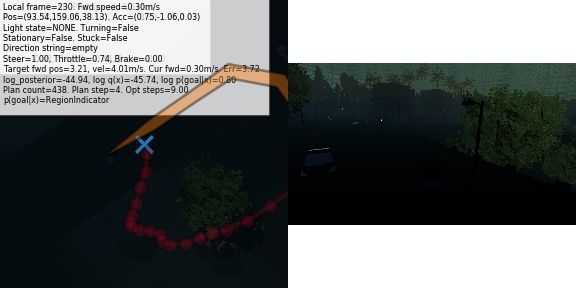 Local frame=230. Fwd speed=0.30m/s
Pos=(93.54,159.06,38.13). Acc=(0.75,-1.06,0.03)
Light state=NONE. Turning=False
Stationary=False. Stuck=False
Direction string=empty
Steer=1.00, Throttle=0.74, Brake=0.00
Target fwd pos=3.21, vel=4.01m/s. Cur fwd=0.30m/s. Err=3.72
log_posterior=-44.94, log q(x)=-45.74, log p(goal|x)=0.80
Plan count=438. Plan step=4. Opt steps=9.00
p(goal|x)=RegionIndicator